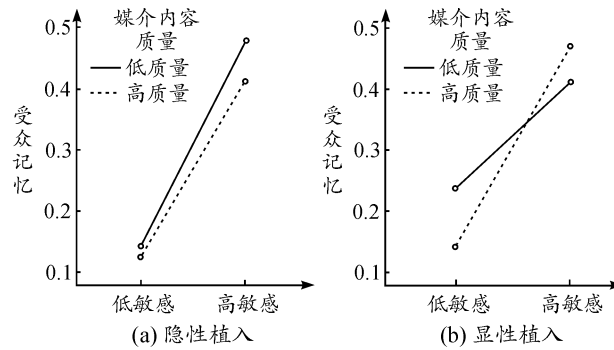 媒介内容
质量
低质量
高质量
受众记忆
0.5
0.4
0.3
0.2
0.1
低敏感
高敏感
(a) 隐性植入
媒介内容
质量
低质量
高质量
受众记忆
0.5
0.4
0.3
0.2
0.1
低敏感
高敏感
(b) 显性植入